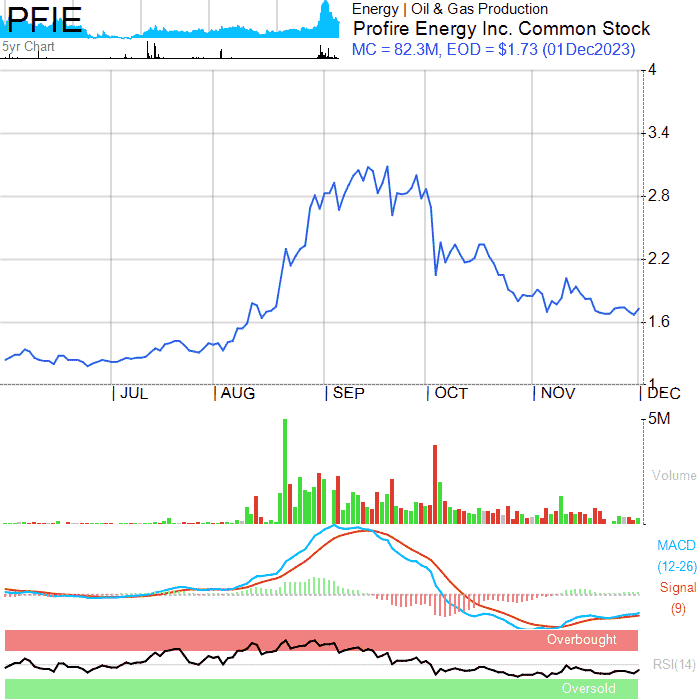 PFIE
5yr Chart
Energy | Oil & Gas Production
Profire Energy Inc. Common Stock
MC = 82.3M, EOD = $1.73 (01Dec2023)
4
3.4
2.8
2.2
1.6
1
JUL
AUG
SEP
OCT
NOV
DEC
5M
Volume
MACD
(12-26)
Signal
(9)
Overbought
RSI(14)
Oversold